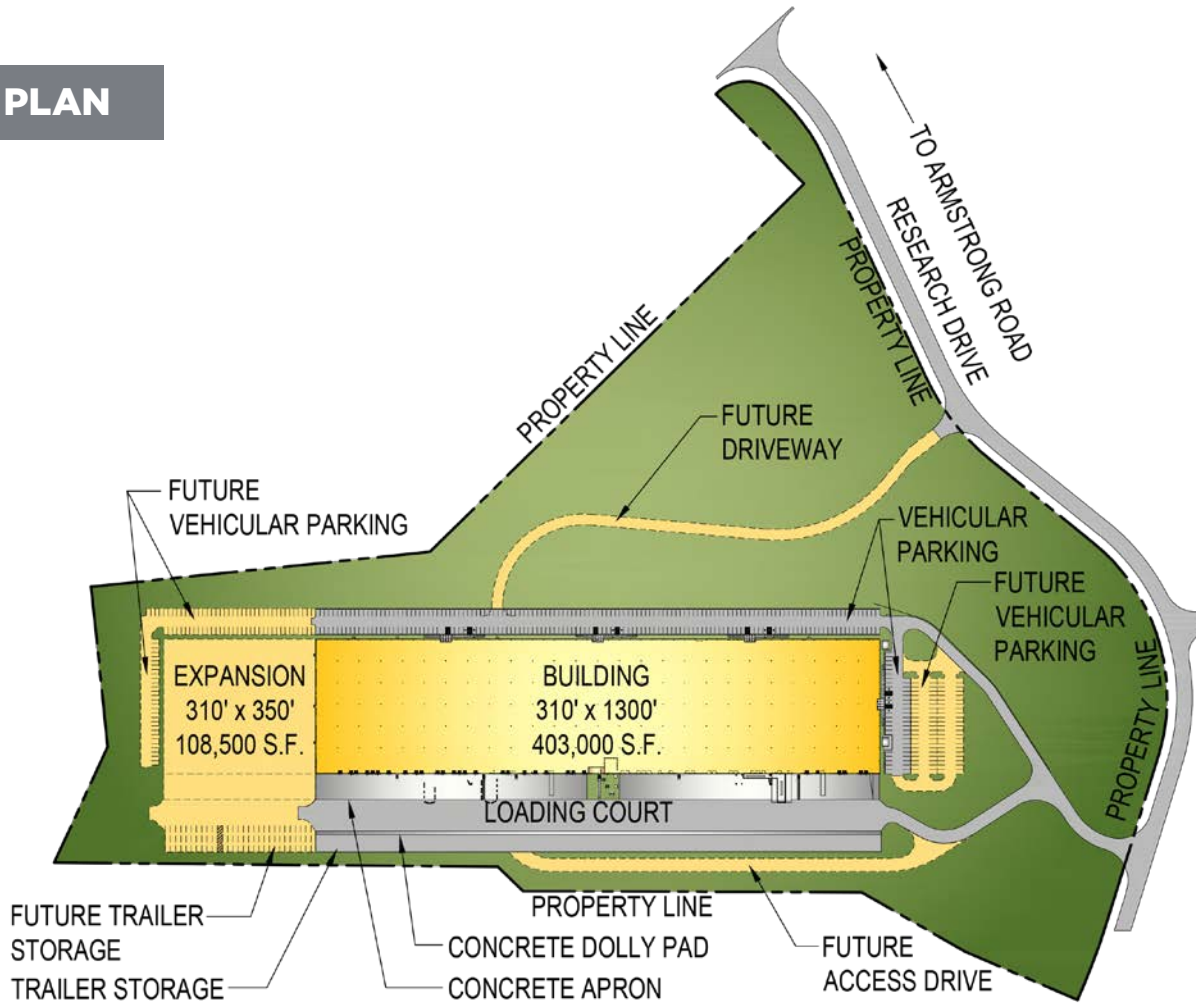 PLAN
TO ARMSTRONG ROAD
RESEARCH DRIVE
PROPERTY LINE
PROPERTY LINE
FUTURE
DRIVEWAY
FUTURE
VEHICULAR PARKING
VEHICULAR
PARKING
FUTURE
VEHICULAR
PARKING
PROPERTY LINE
EXPANSION
310' x 350'
108,500 S.F.
BUILDING
310' x 1300'
403,000 S.F.
LOADING COURT
PROPERTY LINE
FUTURE TRAILER
STORAGE
TRAILER STORAGE
CONCRETE DOLLY PAD
CONCRETE APRON
FUTURE
ACCESS DRIVE